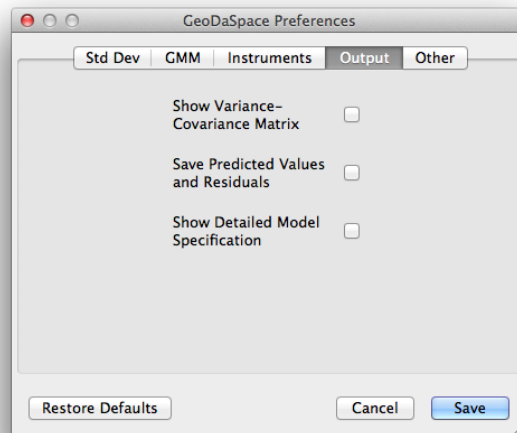 GeoDaSpace Preferences
Std Dev GMM Instruments Output Other
Show Variance-
Covariance Matrix
Save Predicted Values
and Residuals
Show Detailed Model
Specification
Restore Defaults Cancel Save